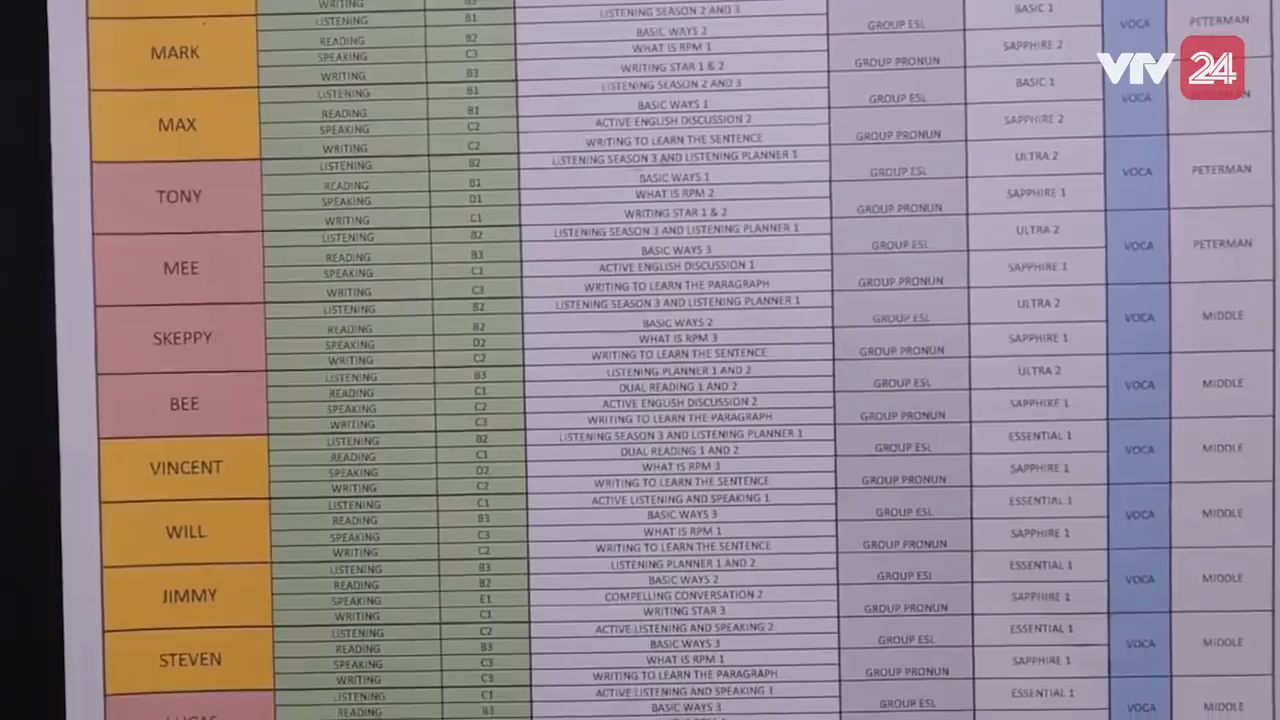 WRITING B3
LISTENING B1 LISTENING SEASON 2 AND 3 GROUP ESL BASIC 1 VOCA PETERMAN
MARK
READING B2 BASIC WAYS 2
SPEAKING C3 WHAT IS RPM 1 GROUP PRONUN SAPPHIRE 2
WRITING B3 WRITING STAR 1 & 2
VTV 24
LISTENING B1 LISTENING SEASON 2 AND 3 GROUP ESL BASIC 1 VOCA
MAX
READING B1 BASIC WAYS 1
SPEAKING C2 ACTIVE ENGLISH DISCUSSION 2 GROUP PRONUN SAPPHIRE 2
WRITING C2 WRITING TO LEARN THE SENTENCE
LISTENING B2 LISTENING SEASON 3 AND LISTENING PLANNER 1 GROUP ESL ULTRA 2 VOCA PETERMAN
TONY
READING B1 BASIC WAYS 1
SPEAKING D1 WHAT IS RPM 2 GROUP PRONUN SAPPHIRE 1
WRITING C1 WRITING STAR 1 & 2
LISTENING B2 LISTENING SEASON 3 AND LISTENING PLANNER 1 GROUP ESL ULTRA 2 VOCA PETERMAN
MEE
READING B3 BASIC WAYS 3
SPEAKING C1 ACTIVE ENGLISH DISCUSSION 1 GROUP PRONUN SAPPHIRE 1
WRITING C3 WRITING TO LEARN THE PARAGRAPH
LISTENING B2 LISTENING SEASON 3 AND LISTENING PLANNER 1 GROUP ESL ULTRA 2 VOCA MIDDLE
SKEPPY
READING B2 BASIC WAYS 2
SPEAKING D2 WHAT IS RPM 3 GROUP PRONUN SAPPHIRE 1
WRITING C2 WRITING TO LEARN THE SENTENCE
LISTENING B3 LISTENING PLANNER 1 AND 2 GROUP ESL ULTRA 2 VOCA MIDDLE
BEE
READING C1 DUAL READING 1 AND 2
SPEAKING C2 ACTIVE ENGLISH DISCUSSION 2 GROUP PRONUN SAPPHIRE 1
WRITING C3 WRITING TO LEARN THE PARAGRAPH
LISTENING B2 LISTENING SEASON 3 AND LISTENING PLANNER 1 GROUP ESL ESSENTIAL 1 VOCA MIDDLE
VINCENT
READING C1 DUAL READING 1 AND 2
SPEAKING D2 WHAT IS RPM 3 GROUP PRONUN SAPPHIRE 1
WRITING C2 WRITING TO LEARN THE SENTENCE
LISTENING C1 ACTIVE LISTENING AND SPEAKING 1 GROUP ESL ESSENTIAL 1 VOCA MIDDLE
WILL
READING B3 BASIC WAYS 3
SPEAKING C3 WHAT IS RPM 1 GROUP PRONUN SAPPHIRE 1
WRITING C2 WRITING TO LEARN THE SENTENCE
LISTENING B3 LISTENING PLANNER 1 AND 2 GROUP ESL ESSENTIAL 1 VOCA MIDDLE
JIMMY
READING B2 BASIC WAYS 2
SPEAKING E1 COMPELLING CONVERSATION 2 GROUP PRONUN SAPPHIRE 1
WRITING C1 WRITING STAR 3
LISTENING C2 ACTIVE LISTENING AND SPEAKING 2 GROUP ESL ESSENTIAL 1 VOCA MIDDLE
STEVEN
READING B3 BASIC WAYS 3
SPEAKING C3 WHAT IS RPM 1 GROUP PRONUN SAPPHIRE 1
WRITING C3 WRITING TO LEARN THE PARAGRAPH
LISTENING C1 ACTIVE LISTENING AND SPEAKING 1 GROUP ESL ESSENTIAL 1 VOCA MIDDLE
READING B3 BASIC WAYS 3